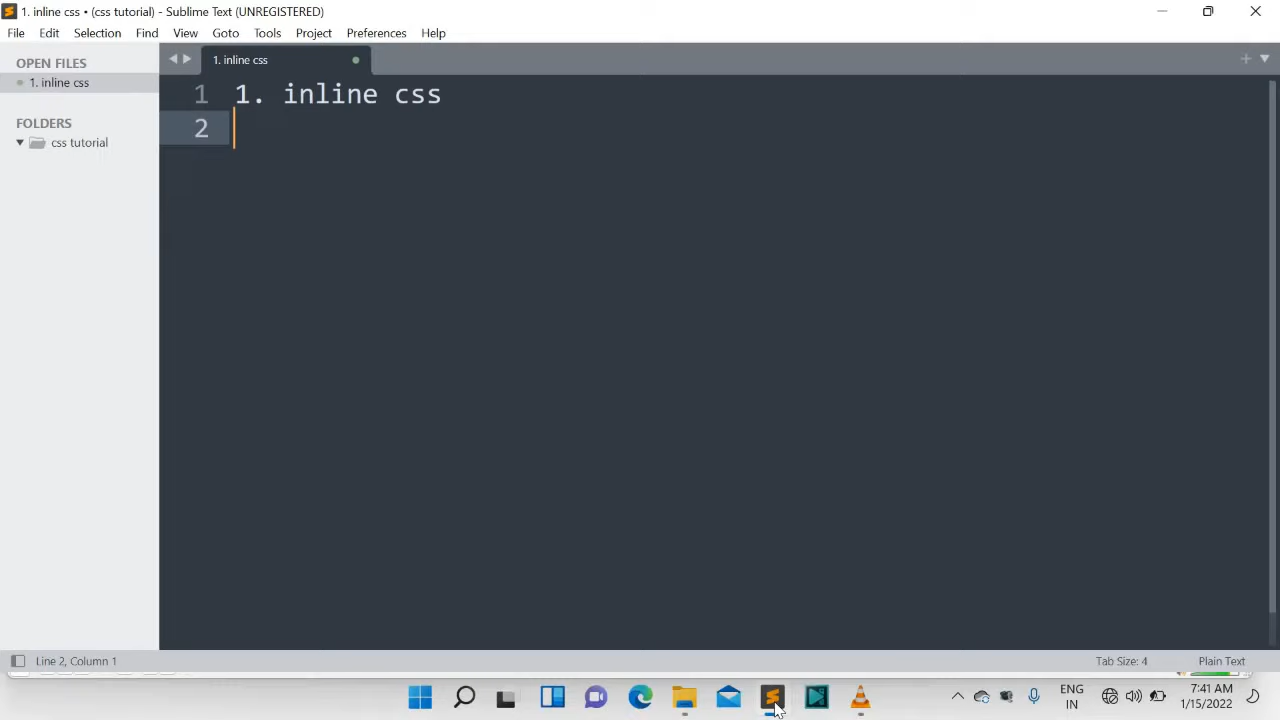 1. inline css • (css tutorial) - Sublime Text (UNREGISTERED)
File Edit Selection Find View Goto Tools Project Preferences Help
OPEN FILES
1. inline css
FOLDERS
css tutorial
1. inline css
1 1. inline css
2
Line 2, Column 1
Tab Size: 4
Plain Text
ENG
IN
7:41 AM
1/15/2022